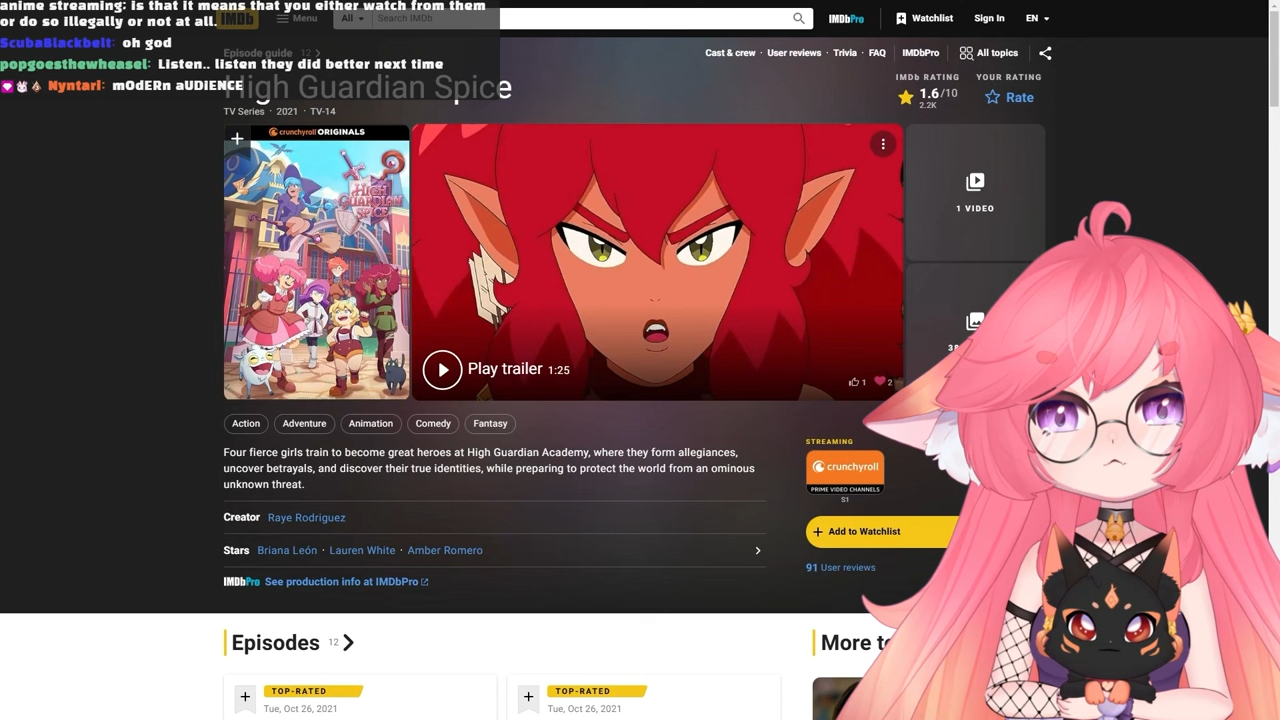 anime streaming: is that it means that you either watch from them
or do so illegally or not at all.
ScubaBlackbelt: oh god
popgoestheweasel: LIsten.. listen they did better next time
Nyntarl: mOdERn aUDiENCE
IMDb
Menu
All
Search IMDb
IMDbPro
Watchlist
Sign In
EN
Episode guide 12
Cast & crew · User reviews · Trivia · FAQ
IMDbPro
All topics
High Guardian Spice
TV Series · 2021 · TV-14
IMDb RATING
1.6/10
2.2K
YOUR RATING
Rate
crunchyroll ORIGINALS
HIGH GUARDIAN SPICE
Play trailer 1:25
1
2
1 VIDEO
Action
Adventure
Animation
Comedy
Fantasy
Four fierce girls train to become great heroes at High Guardian Academy, where they form allegiances,
uncover betrayals, and discover their true identities, while preparing to protect the world from an ominous
unknown threat.
Creator Raye Rodriguez
Stars Briana León · Lauren White · Amber Romero
IMDbPro See production info at IMDbPro
STREAMING
crunchyroll
PRIME VIDEO CHANNELS
S1
Add to Watchlist
91 User reviews
Episodes 12
More to
TOP-RATED
Tue, Oct 26, 2021
TOP-RATED
Tue, Oct 26, 2021